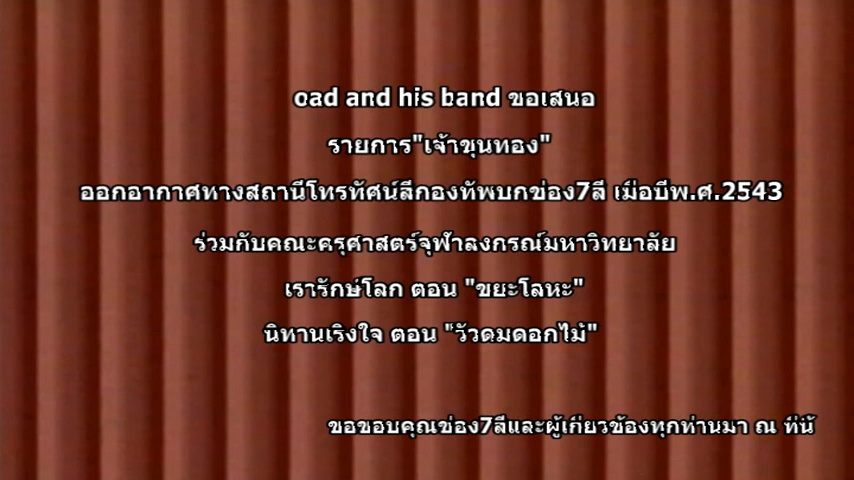 oad and his band ขอเสนอ
รายการ"เจ้าขุนทอง"
ออกอากาศทางสถานีโทรทัศน์สีกองทัพบกช่อง7สี เมื่อปีพ.ศ.2543
ร่วมกับคณะครุศาสตร์จุฬาลงกรณ์มหาวิทยาลัย
เรารักษ์โลก ตอน "ขยะโลหะ"
นิทานเริงใจ ตอน "วัวดมดอกไม้"
ขอขอบคุณช่อง7สีและผู้เกี่ยวข้องทุกท่านมา ณ ที่นี้